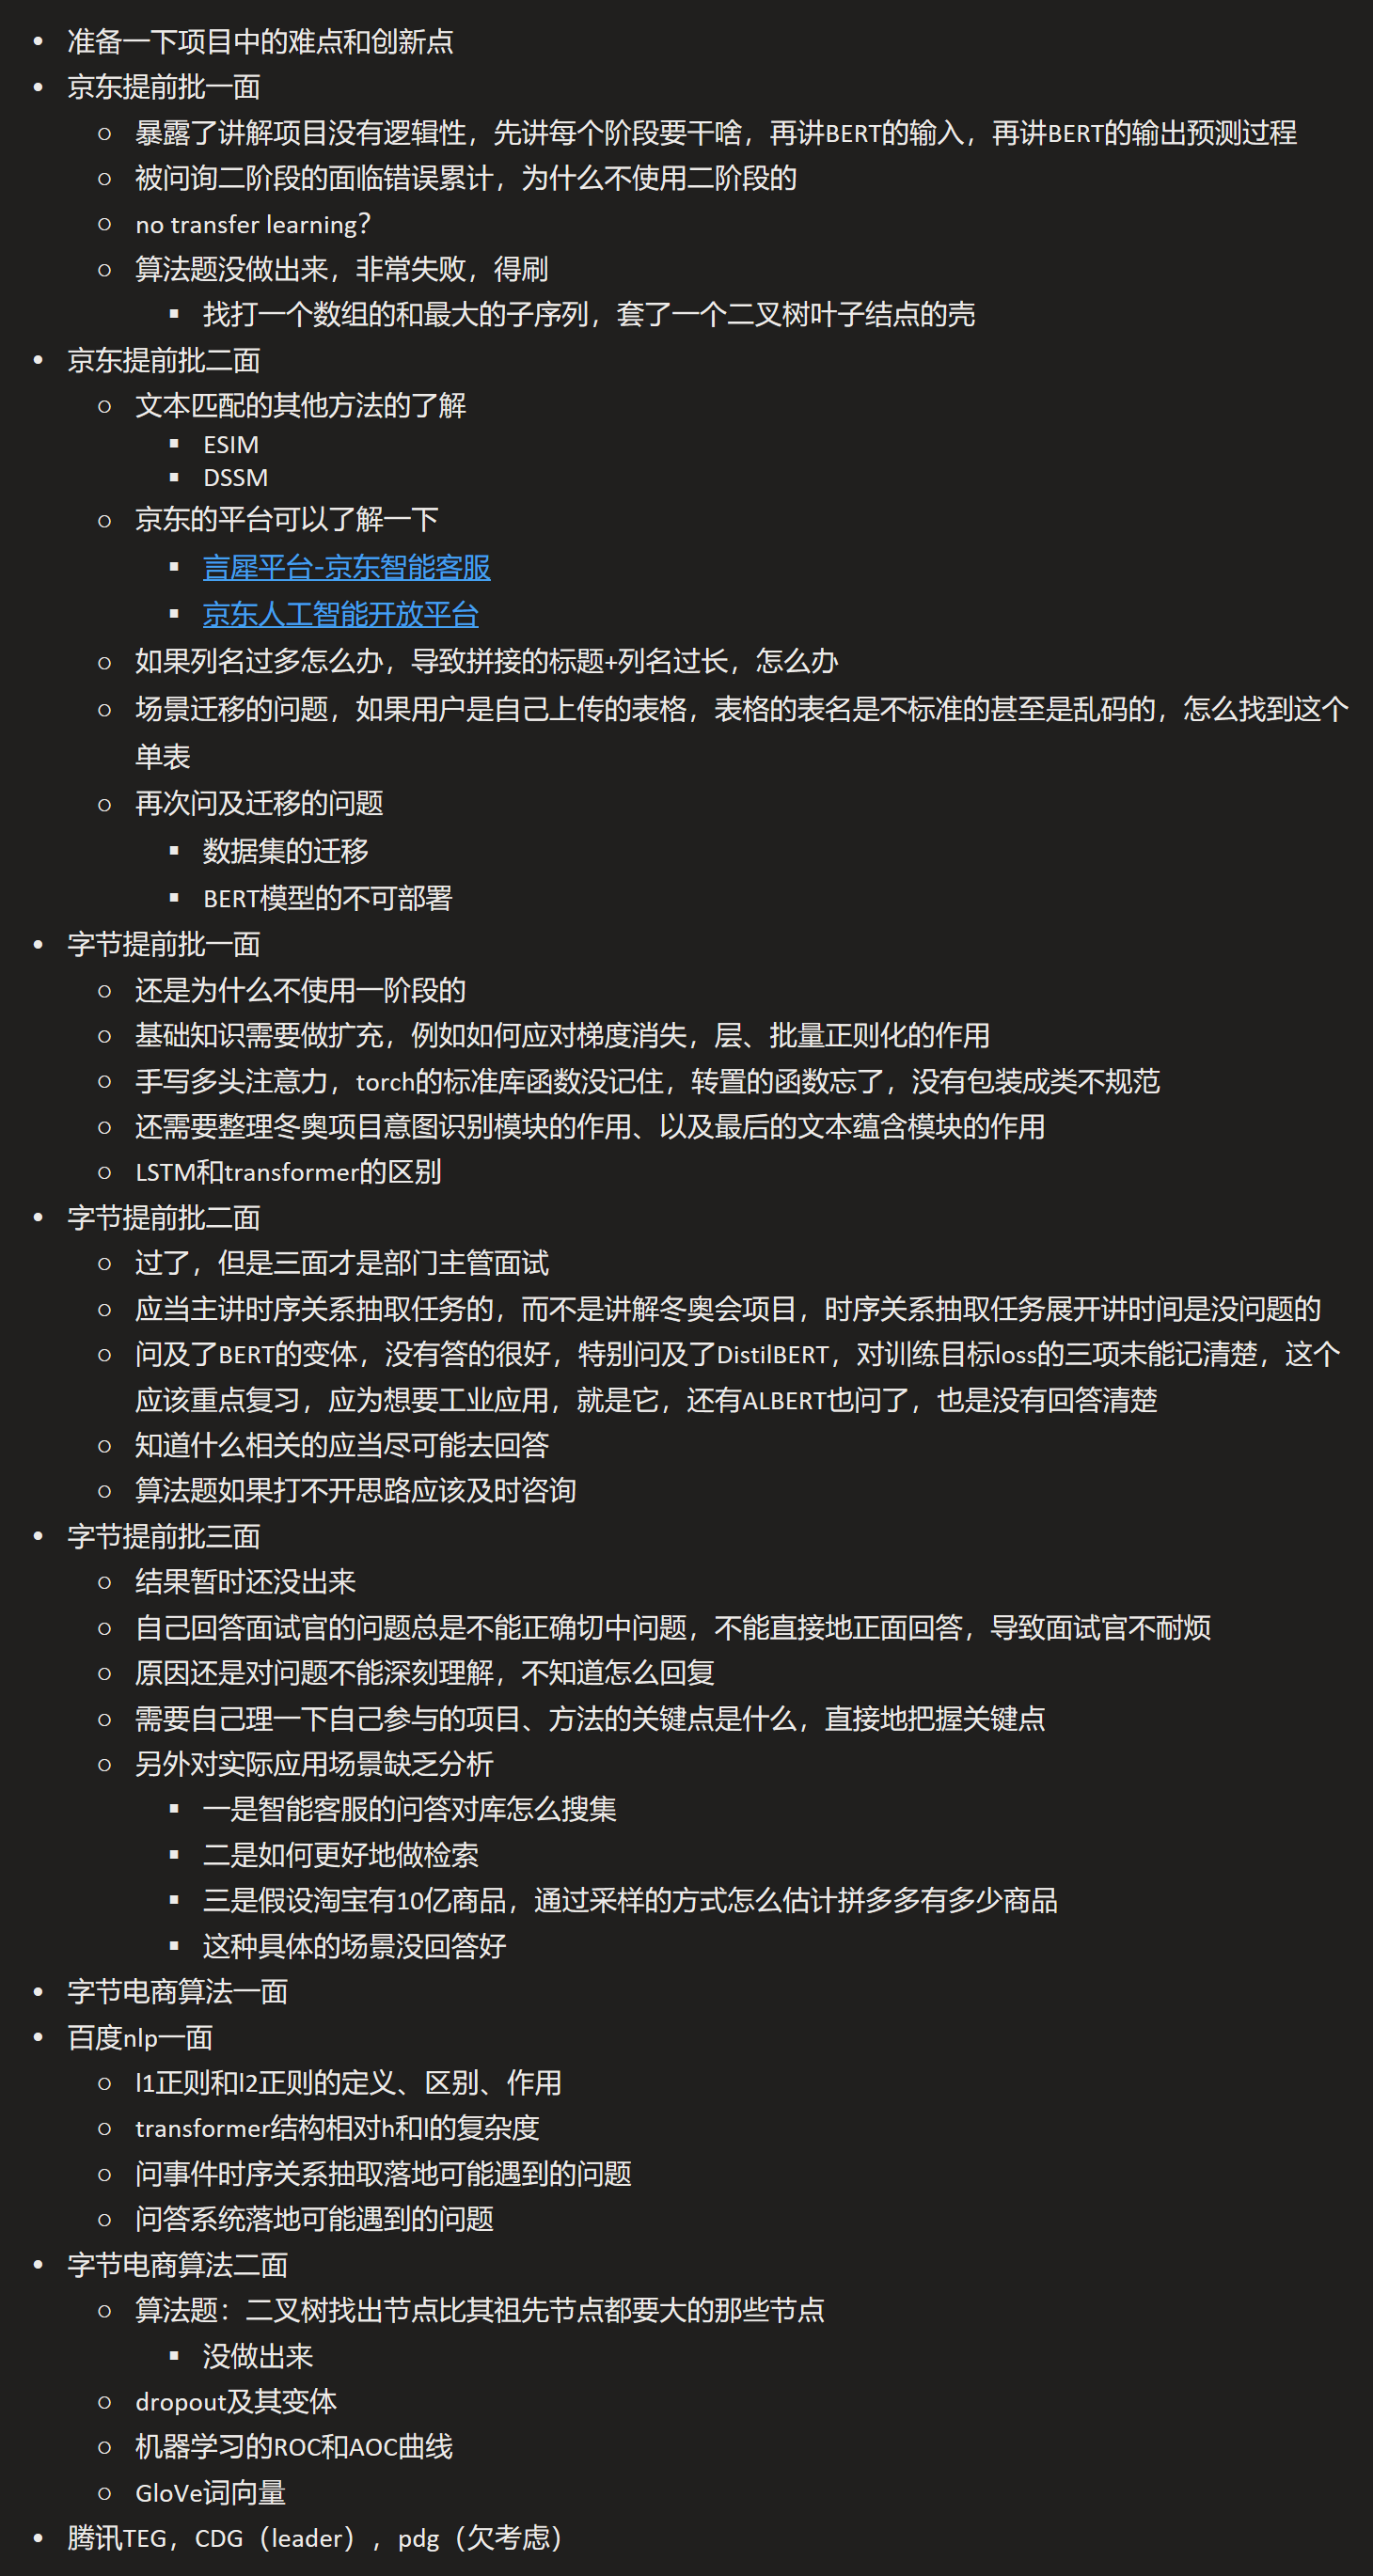 • 准备一下项目中的难点和创新点
• 京东提前批一面
○ 暴露了讲解项目没有逻辑性，先讲每个阶段要干啥，再讲BERT的输入，再讲BERT的输出预测过程
○ 被问询二阶段的面临错误累计，为什么不使用二阶段的
○ no transfer learning？
○ 算法题没做出来，非常失败，得刷
▪ 找打一个数组的和最大的子序列，套了一个二叉树叶子结点的壳
• 京东提前批二面
○ 文本匹配的其他方法的了解
▪ ESIM
▪ DSSM
○ 京东的平台可以了解一下
▪ 言犀平台-京东智能客服
▪ 京东人工智能开放平台
○ 如果列名过多怎么办，导致拼接的标题+列名过长，怎么办
○ 场景迁移的问题，如果用户是自己上传的表格，表格的表名是不标准的甚至是乱码的，怎么找到这个
单表
○ 再次问及迁移的问题
▪ 数据集的迁移
▪ BERT模型的不可部署
• 字节提前批一面
○ 还是为什么不使用一阶段的
○ 基础知识需要做扩充，例如如何应对梯度消失，层、批量正则化的作用
○ 手写多头注意力，torch的标准库函数没记住，转置的函数忘了，没有包装成类不规范
○ 还需要整理冬奥项目意图识别模块的作用、以及最后的文本蕴含模块的作用
○ LSTM和transformer的区别
• 字节提前批二面
○ 过了，但是三面才是部门主管面试
○ 应当主讲时序关系抽取任务的，而不是讲解冬奥会项目，时序关系抽取任务展开讲时间是没问题的
○ 问及了BERT的变体，没有答的很好，特别问及了DistilBERT，对训练目标loss的三项未能记清楚，这个
应该重点复习，应为想要工业应用，就是它，还有ALBERT也问了，也是没有回答清楚
○ 知道什么相关的应当尽可能去回答
○ 算法题如果打不开思路应该及时咨询
• 字节提前批三面
○ 结果暂时还没出来
○ 自己回答面试官的问题总是不能正确切中问题，不能直接地正面回答，导致面试官不耐烦
○ 原因还是对问题不能深刻理解，不知道怎么回复
○ 需要自己理一下自己参与的项目、方法的关键点是什么，直接地把握关键点
○ 另外对实际应用场景缺乏分析
▪ 一是智能客服的问答对库怎么搜集
▪ 二是如何更好地做检索
▪ 三是假设淘宝有10亿商品，通过采样的方式怎么估计拼多多有多少商品
▪ 这种具体的场景没回答好
• 字节电商算法一面
• 百度nlp一面
○ l1正则和l2正则的定义、区别、作用
○ transformer结构相对h和l的复杂度
○ 问事件时序关系抽取落地可能遇到的问题
○ 问答系统落地可能遇到的问题
• 字节电商算法二面
○ 算法题：二叉树找出节点比其祖先节点都要大的那些节点
▪ 没做出来
○ dropout及其变体
○ 机器学习的ROC和AOC曲线
○ GloVe词向量
• 腾讯TEG，CDG（leader），pdg（欠考虑）